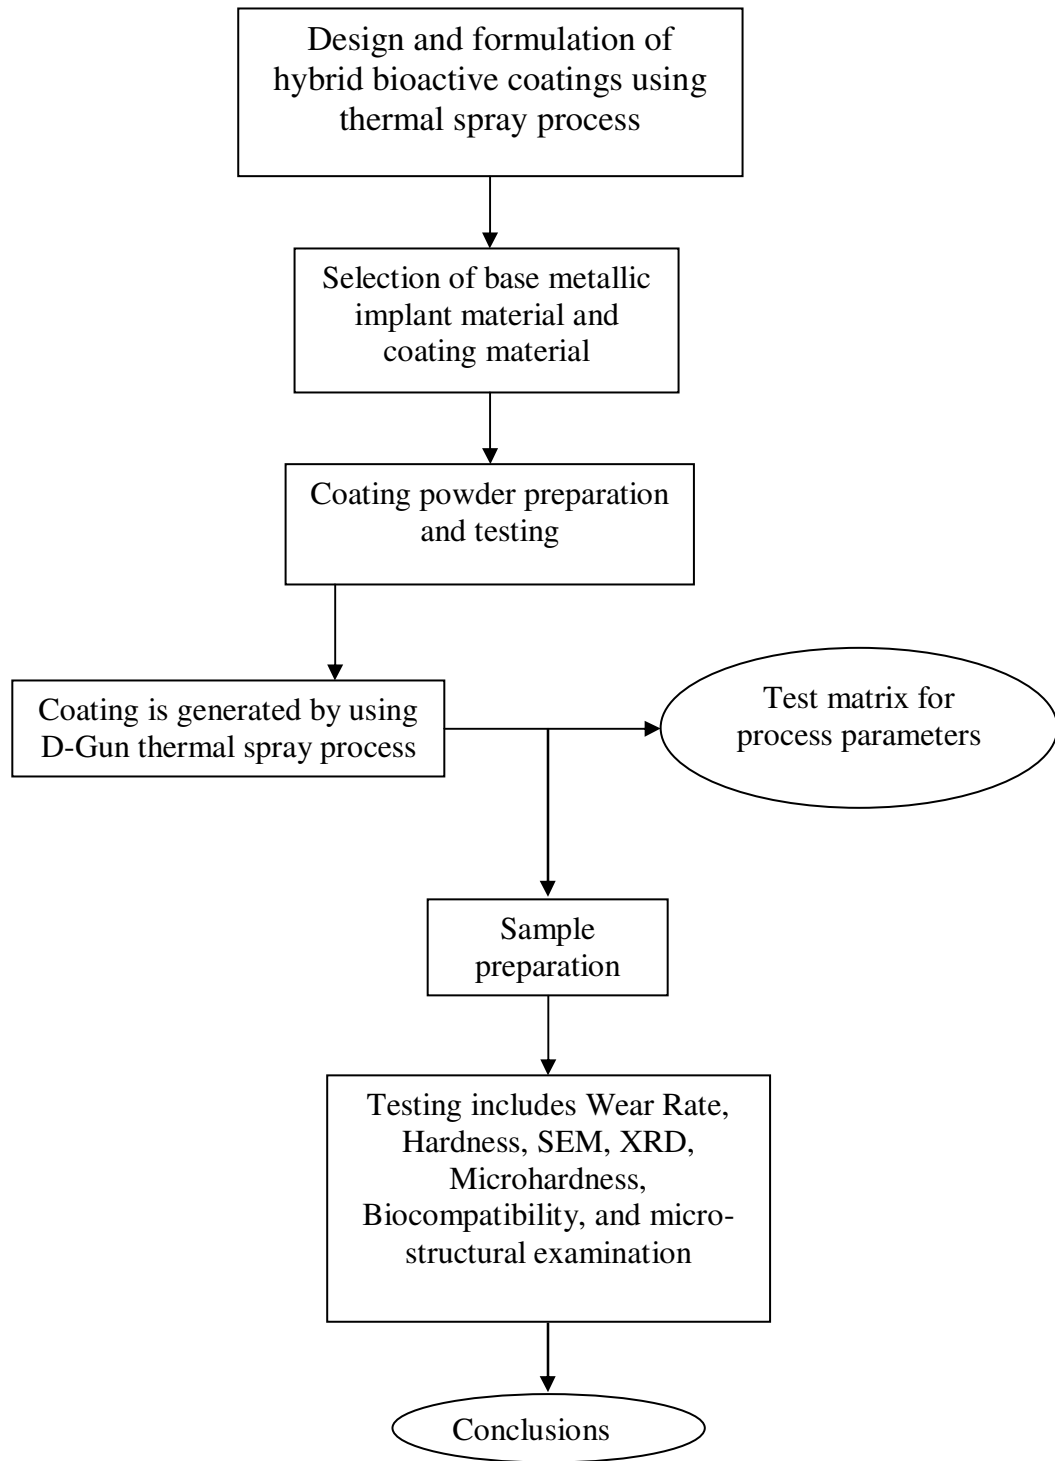 Design and formulation of
hybrid bioactive coatings using
thermal spray process
Selection of base metallic
implant material and
coating material
Coating powder preparation
and testing
Coating is generated by using
D-Gun thermal spray process
Test matrix for
process parameters
Sample
preparation
Testing includes Wear Rate,
Hardness, SEM, XRD,
Microhardness,
Biocompatibility, and micro-
structural examination
Conclusions